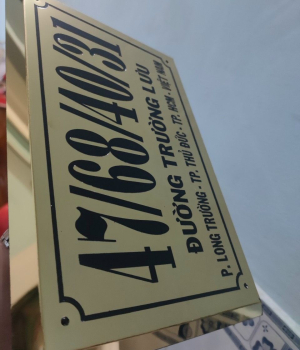 47/68/40/31
ĐƯỜNG TRƯỜNG LƯU
P. LONG TRƯỜNG - TP. THỦ ĐỨC - TP. HCM - VIỆT NAM